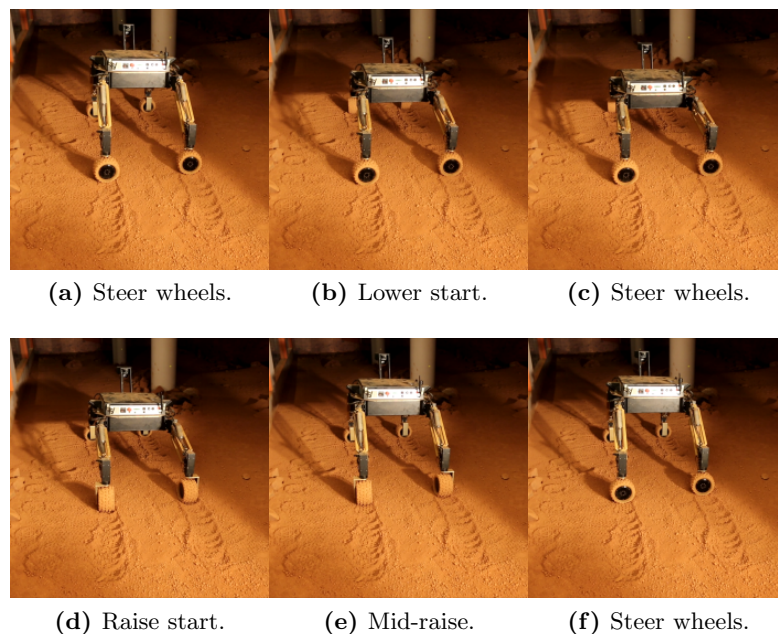 (a) Steer wheels.
(b) Lower start.
(c) Steer wheels.
(d) Raise start.
(e) Mid-raise.
(f) Steer wheels.